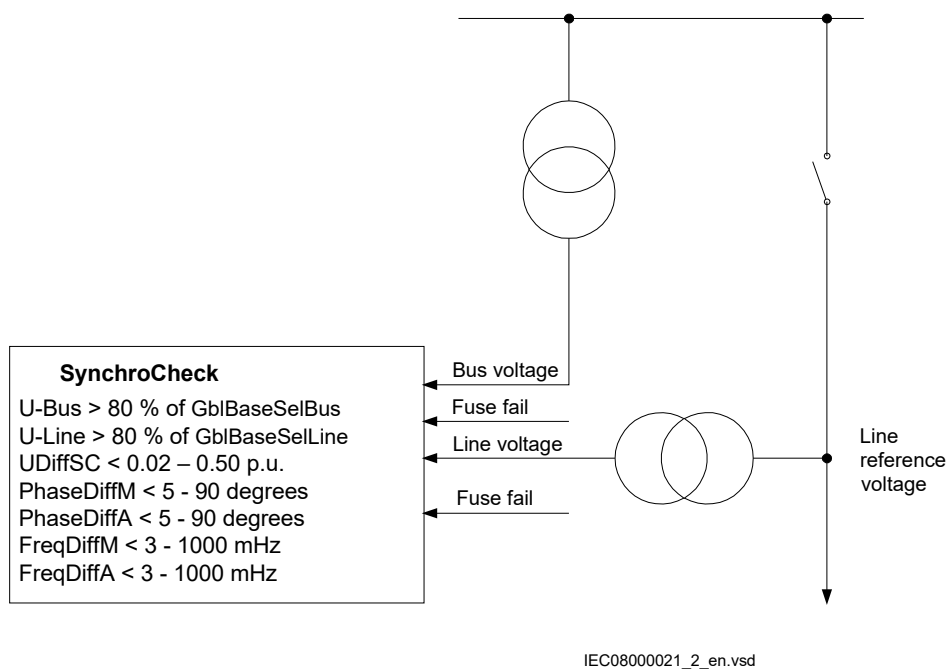 SynchroCheck
U-Bus > 80 % of GblBaseSelBus
U-Line > 80 % of GblBaseSelLine
UDiffSC < 0.02 – 0.50 p.u.
PhaseDiffM < 5 - 90 degrees
PhaseDiffA < 5 - 90 degrees
FreqDiffM < 3 - 1000 mHz
FreqDiffA < 3 - 1000 mHz
Bus voltage
Fuse fail
Line voltage
Fuse fail
Line
reference
voltage
IEC08000021_2_en.vsd